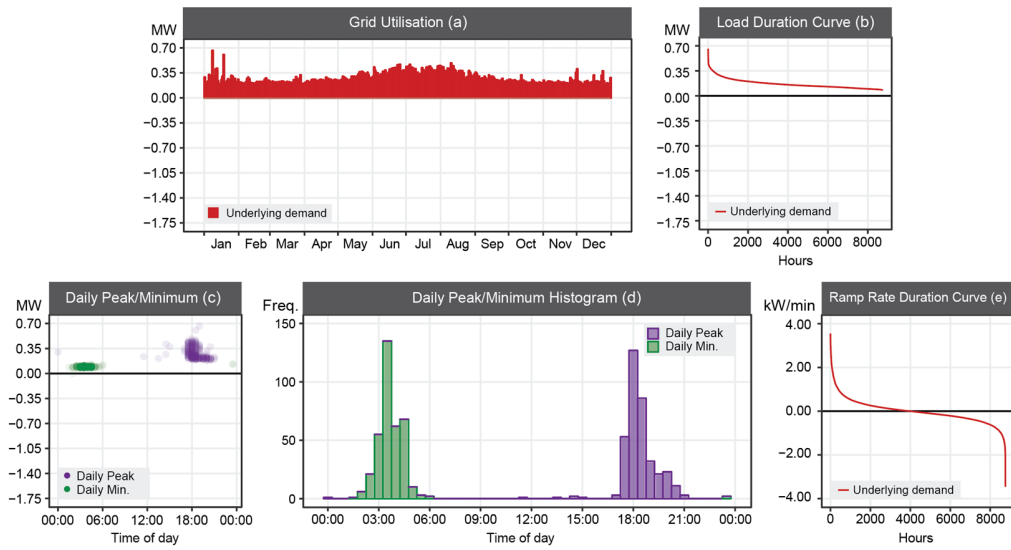 Grid Utilisation (a)
MW
0.70
0.35
0.00
−0.35
−0.70
−1.05
−1.40
−1.75
Underlying demand
Jan Feb Mar Apr May Jun Jul Aug Sep Oct Nov Dec
Load Duration Curve (b)
MW
0.70
0.35
0.00
−0.35
−0.70
−1.05
−1.40
−1.75
Underlying demand
0 2000 4000 6000 8000
Hours
Daily Peak/Minimum (c)
MW
0.70
0.35
0.00
−0.35
−0.70
−1.05
−1.40
−1.75
Daily Peak
Daily Min.
00:00 06:00 12:00 18:00 00:00
Time of day
Daily Peak/Minimum Histogram (d)
Freq.
150
100
50
0
Daily Peak
Daily Min.
00:00 03:00 06:00 09:00 12:00 15:00 18:00 21:00 00:00
Time of day
Ramp Rate Duration Curve (e)
kW/min
4.00
2.00
0.00
−2.00
−4.00
Underlying demand
0 2000 4000 6000 8000
Hours